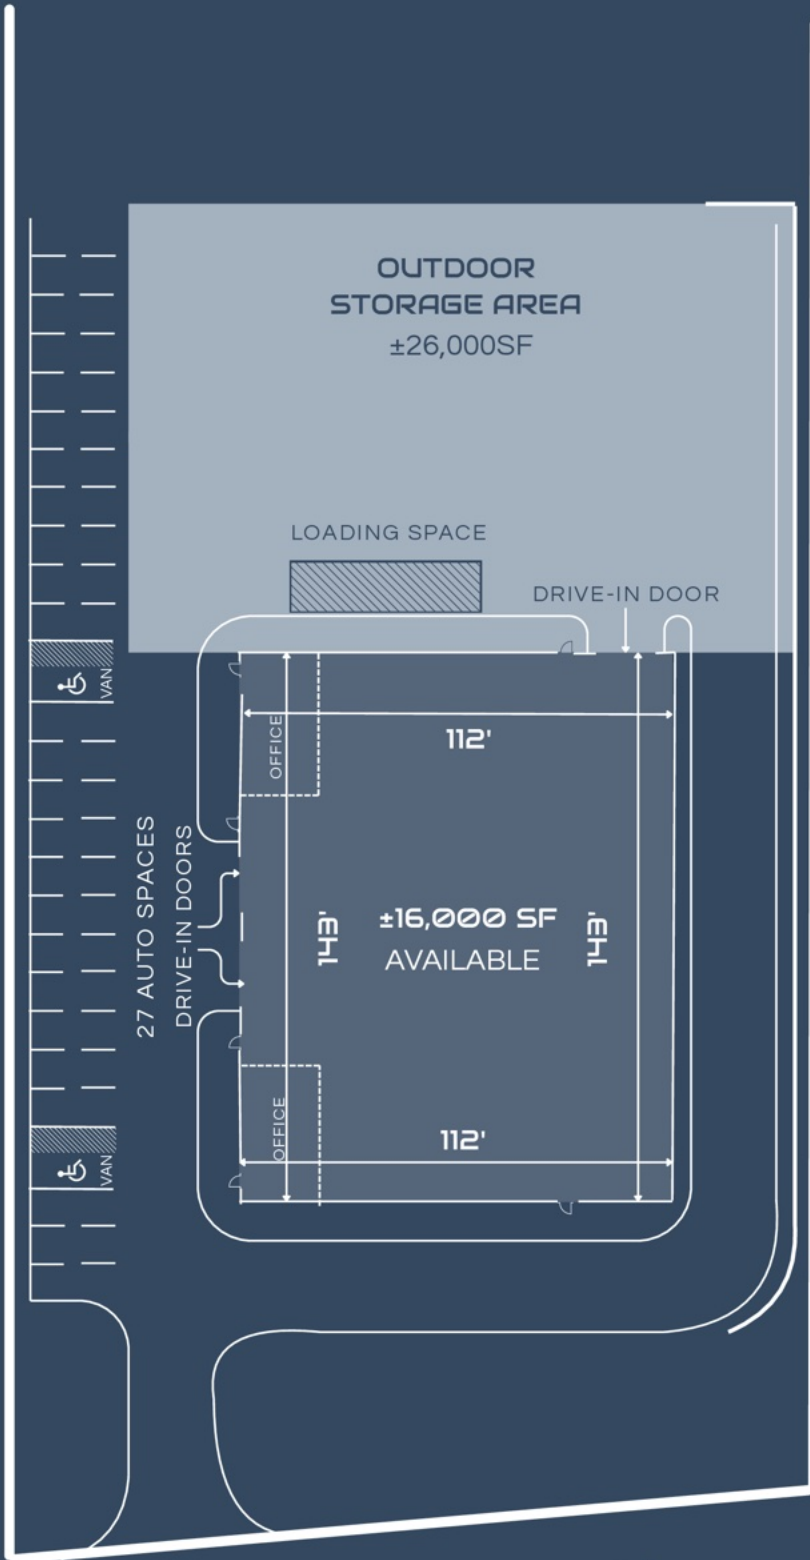 OUTDOOR
STORAGE AREA
±26,000SF
LOADING SPACE
DRIVE-IN DOOR
VAN
OFFICE
112'
27 AUTO SPACES
DRIVE-IN DOORS
143'
±16,000 SF
AVAILABLE
143'
OFFICE
112'
VAN